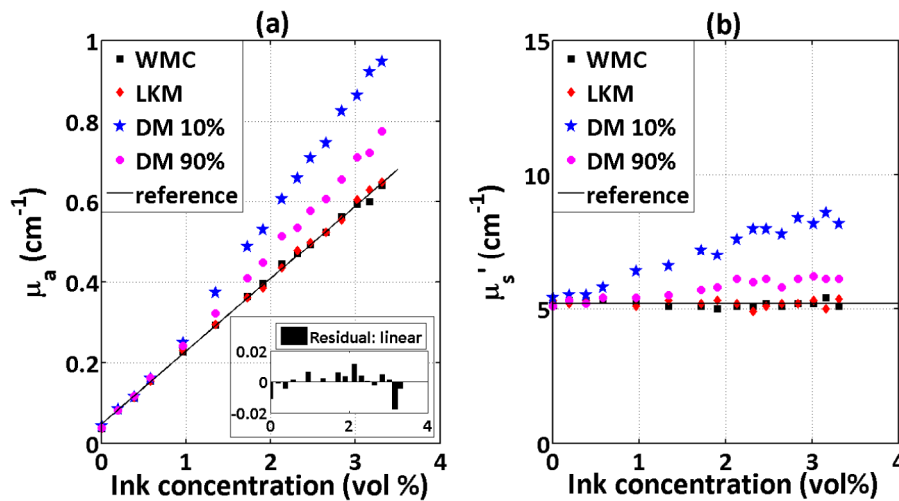 (a)
1
0.8
0.6
0.4
0.2
0
μa (cm-1)
WMC
LKM
DM 10%
DM 90%
reference
Residual: linear
0.02
0
-0.02
0 2 4
0 1 2 3 4
Ink concentration (vol %)
(b)
15
10
5
0
μs' (cm-1)
WMC
LKM
DM 10%
DM 90%
reference
0 1 2 3 4
Ink concentration (vol%)